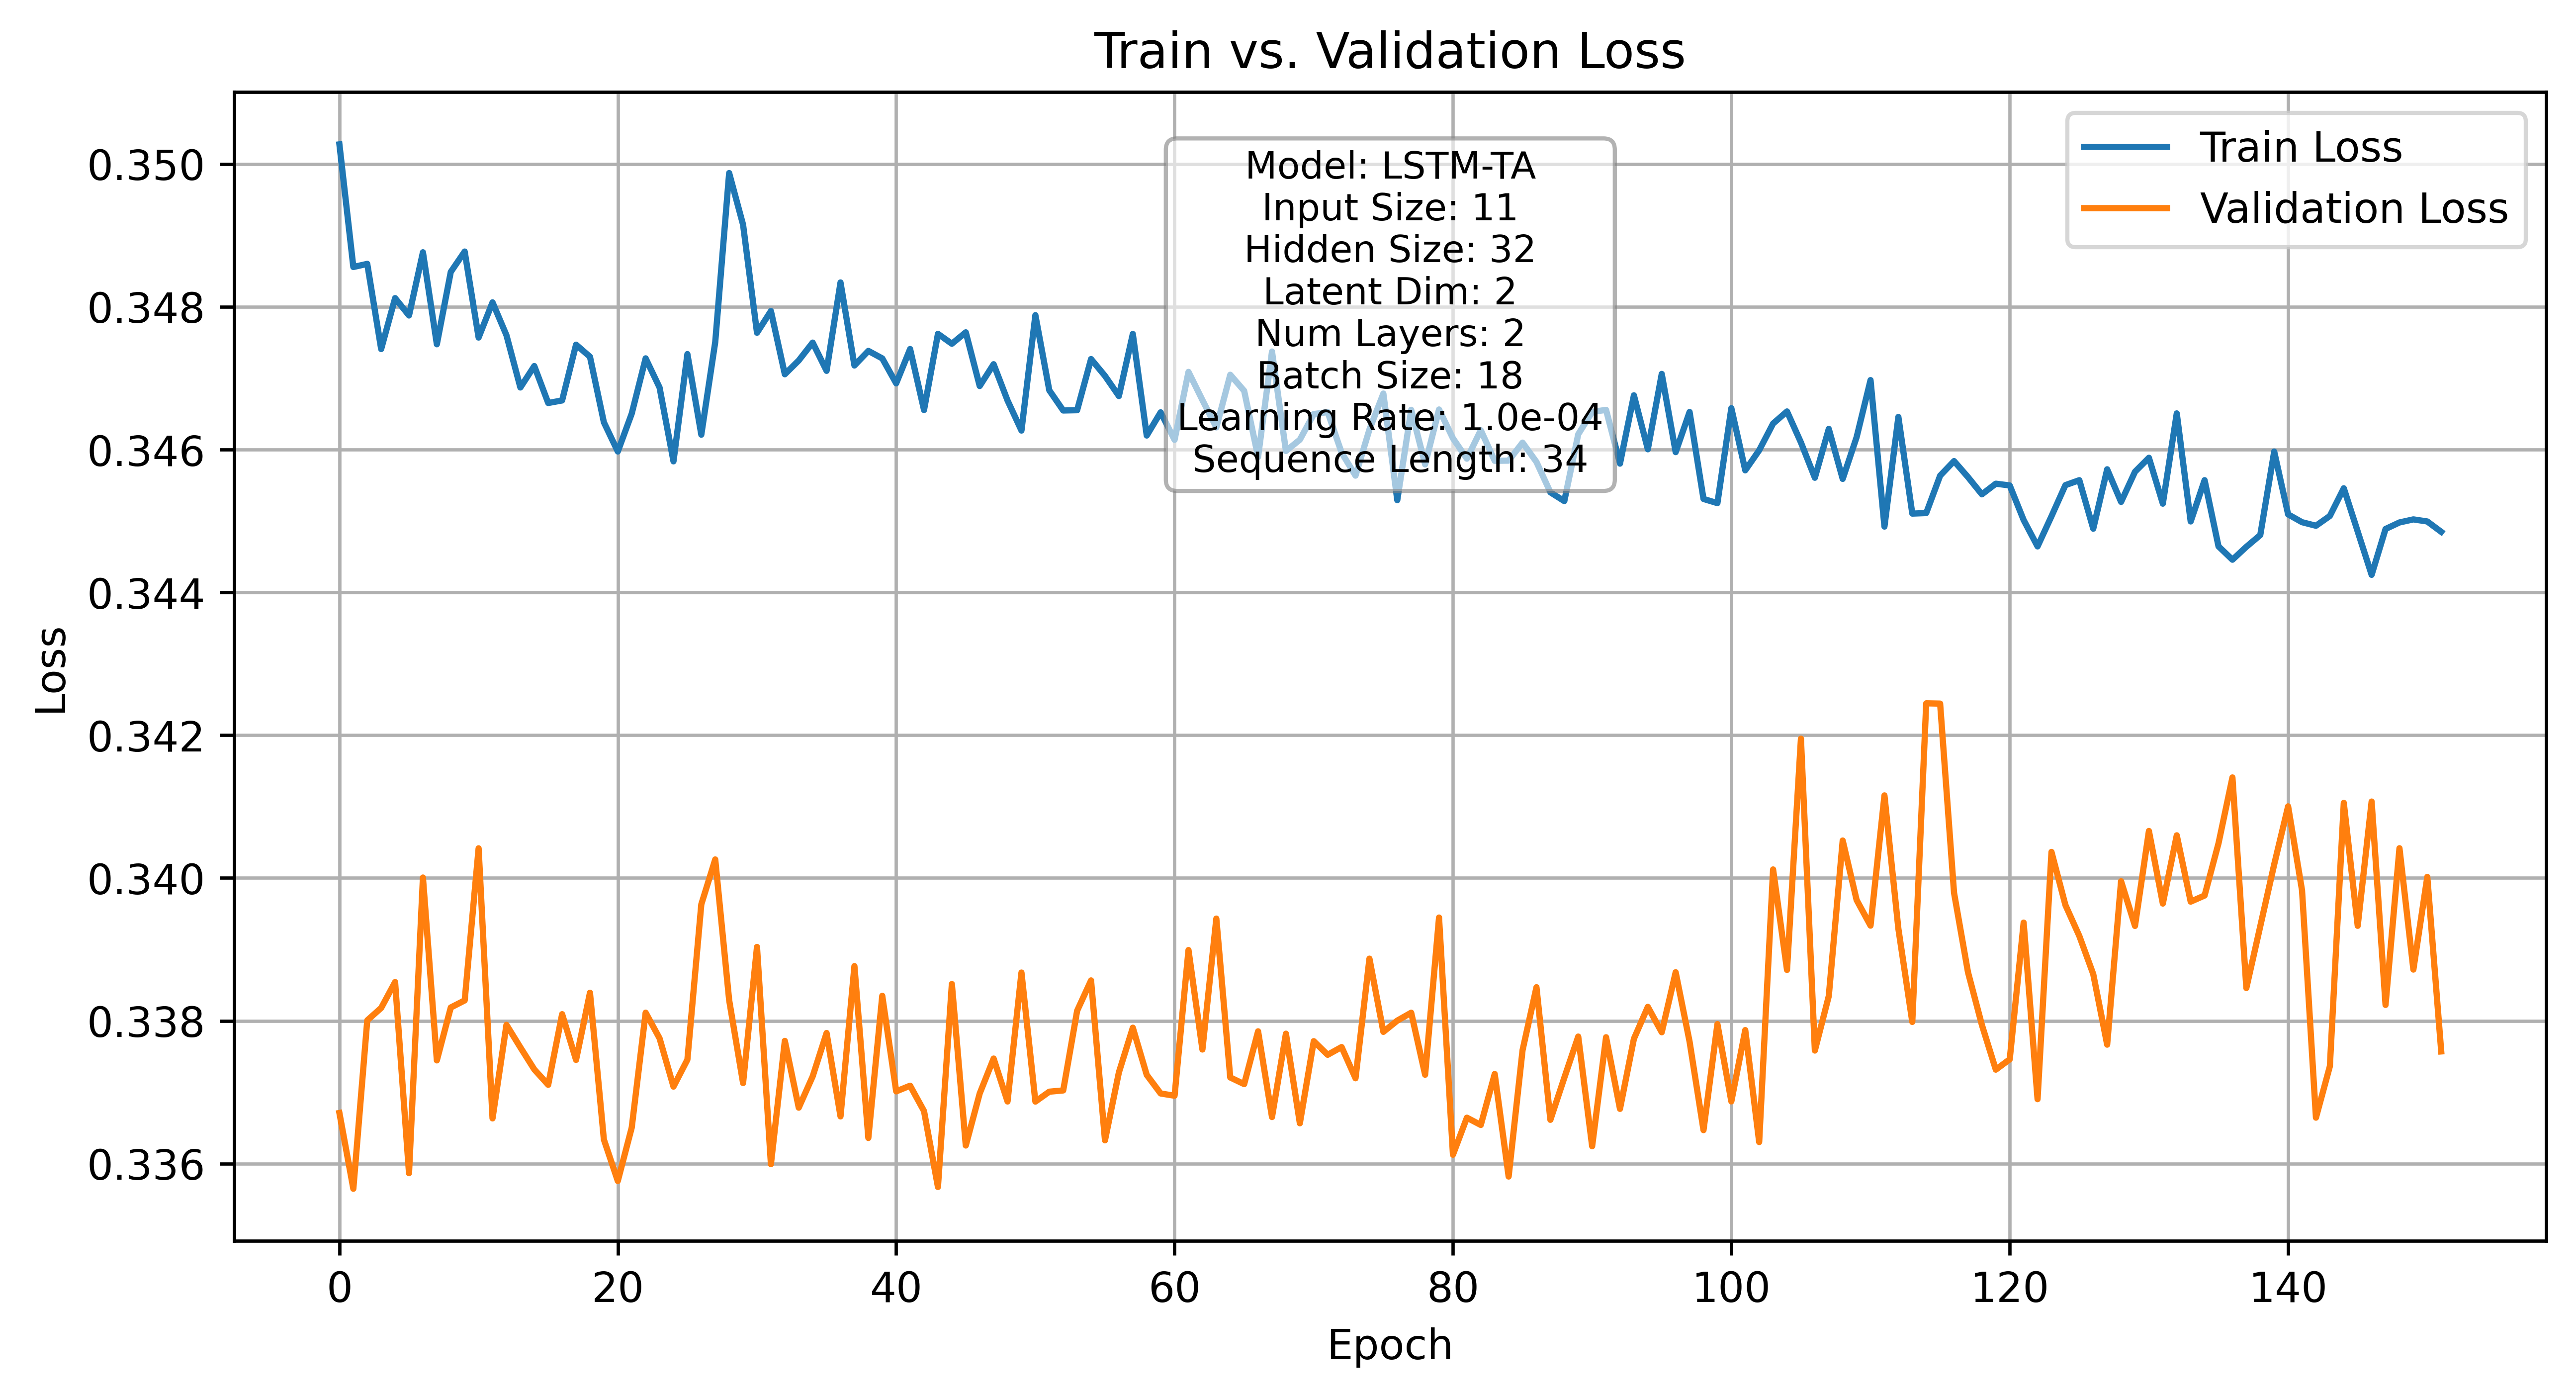 Train vs. Validation Loss
Train Loss
Validation Loss
Model: LSTM-TA
Input Size: 11
Hidden Size: 32
Latent Dim: 2
Num Layers: 2
Batch Size: 18
Learning Rate: 1.0e-04
Sequence Length: 34
Loss
0.350
0.348
0.346
0.344
0.342
0.340
0.338
0.336
0 20 40 60 80 100 120 140
Epoch